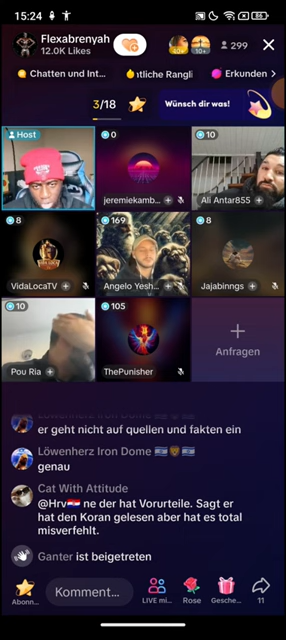 15:24
86
Flexabrenyah
12.0K Likes
40+
10+
299
Chatten und Int...
tliche Rangli
Erkunden
3/18
Wünsch dir was!
Host
0
jeremiekamb...
10
Ali Antar855
8
VidaLocaTV
169
Angelo Yesh...
8
Jajabinngs
10
Pou Ria
105
ThePunisher
Anfragen
Löwenherz Iron Dome
er geht nicht auf quellen und fakten ein
Löwenherz Iron Dome
genau
Cat With Attitude
@Hrv ne der hat Vorurteile. Sagt er
hat den Koran gelesen aber hat es total
misverfehlt.
Ganter ist beigetreten
Komment...
Abonn...
LIVE mi...
Rose
Gesche...
11